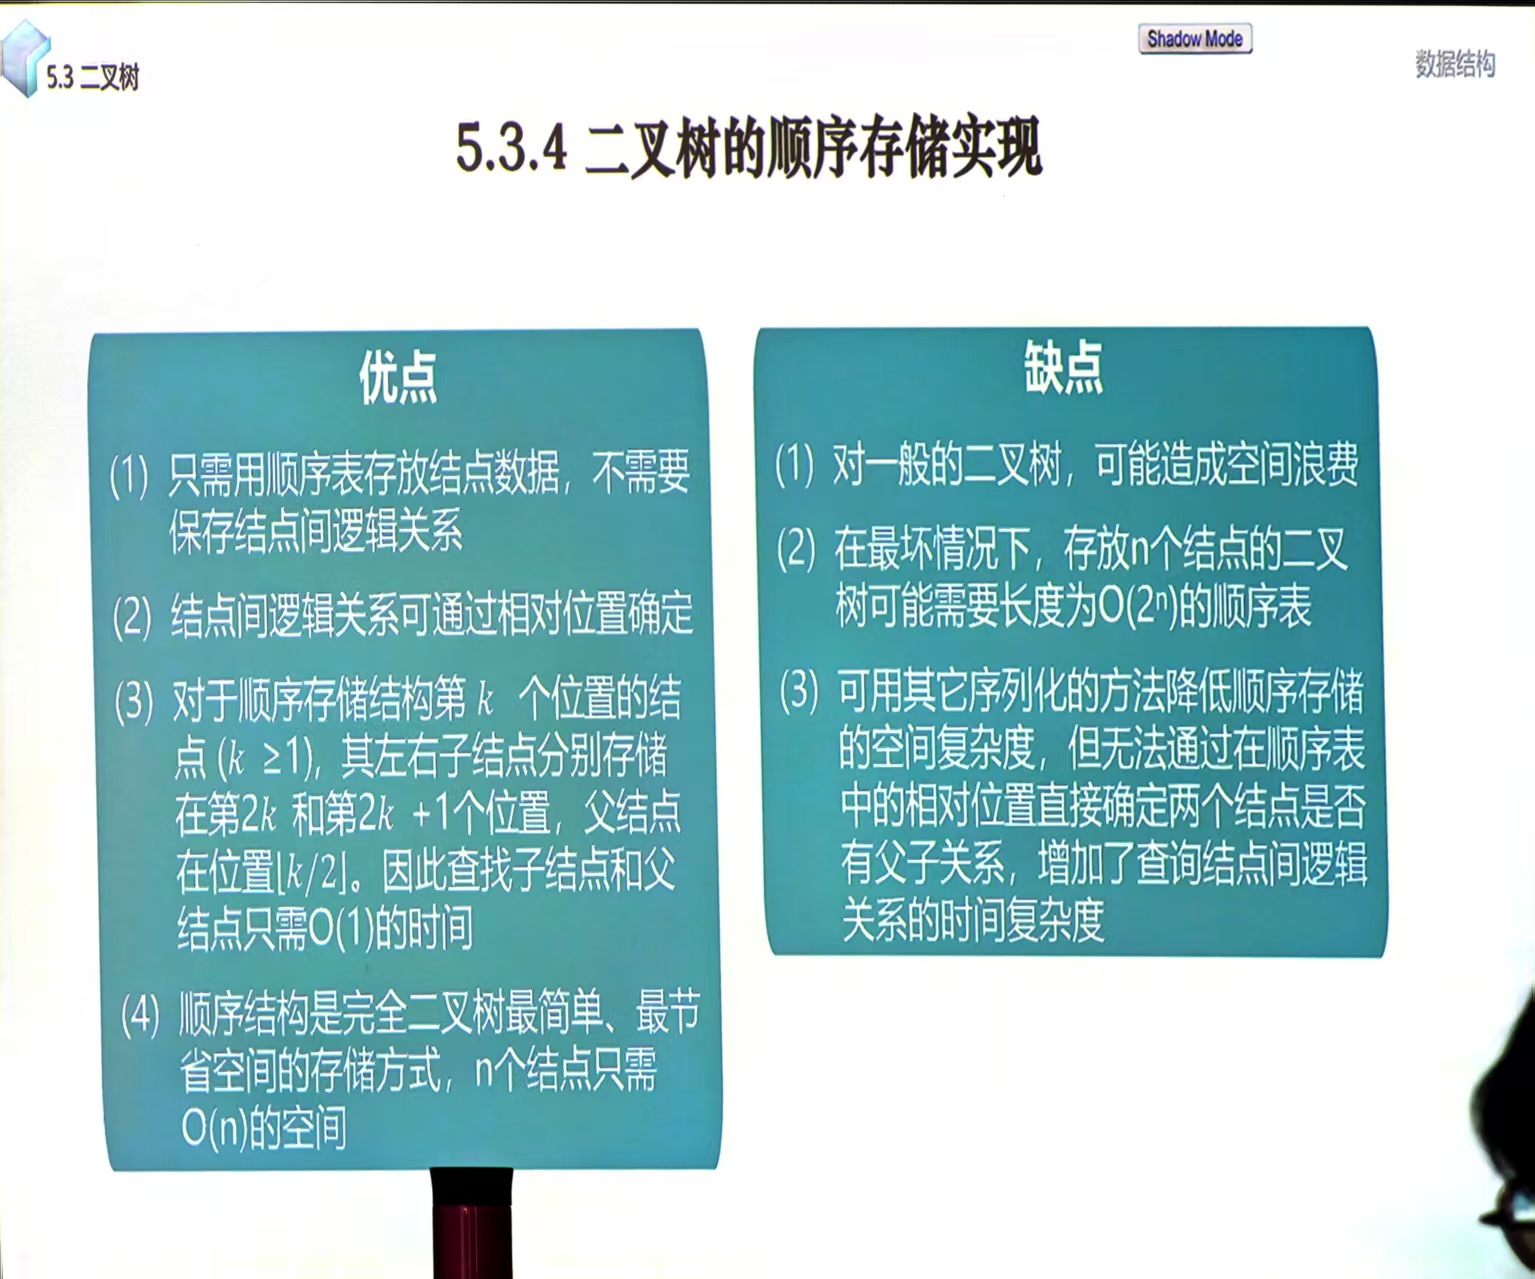 5.3 二叉树
Shadow Mode
数据结构
5.3.4 二叉树的顺序存储实现
优点
(1) 只需用顺序表存放结点数据，不需要
保存结点间逻辑关系
(2) 结点间逻辑关系可通过相对位置确定
(3) 对于顺序存储结构第 k 个位置的结
点 (k ≥1)，其左右子结点分别存储
在第2k 和第2k +1个位置，父结点
在位置⌊k/2⌋。因此查找子结点和父
结点只需O(1)的时间
(4) 顺序结构是完全二叉树最简单、最节
省空间的存储方式，n个结点只需
O(n)的空间
缺点
(1) 对一般的二叉树，可能造成空间浪费
(2) 在最坏情况下，存放n个结点的二叉
树可能需要长度为O(2ⁿ)的顺序表
(3) 可用其它序列化的方法降低顺序存储
的空间复杂度，但无法通过在顺序表
中的相对位置直接确定两个结点是否
有父子关系，增加了查询结点间逻辑
关系的时间复杂度